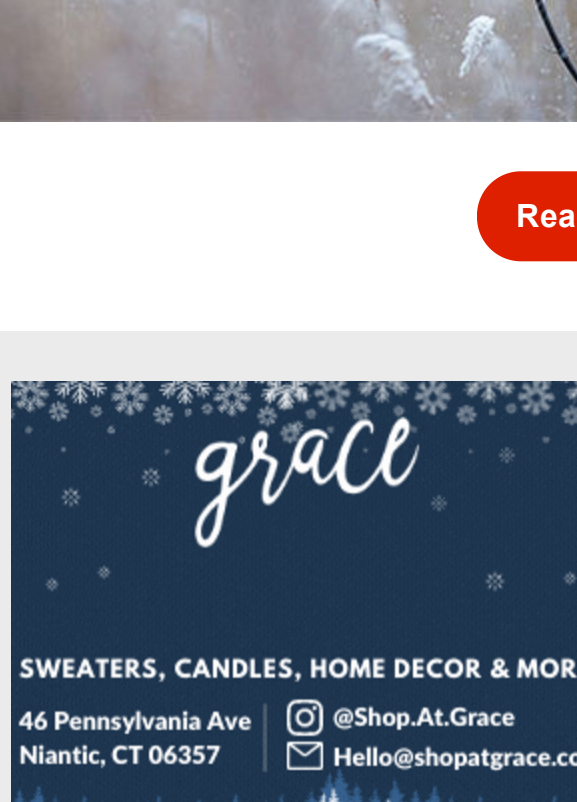 Rea
grace
SWEATERS, CANDLES, HOME DECOR & MOR
46 Pennsylvania Ave
Niantic, CT 06357
@Shop.At.Grace
Hello@shopatgrace.co